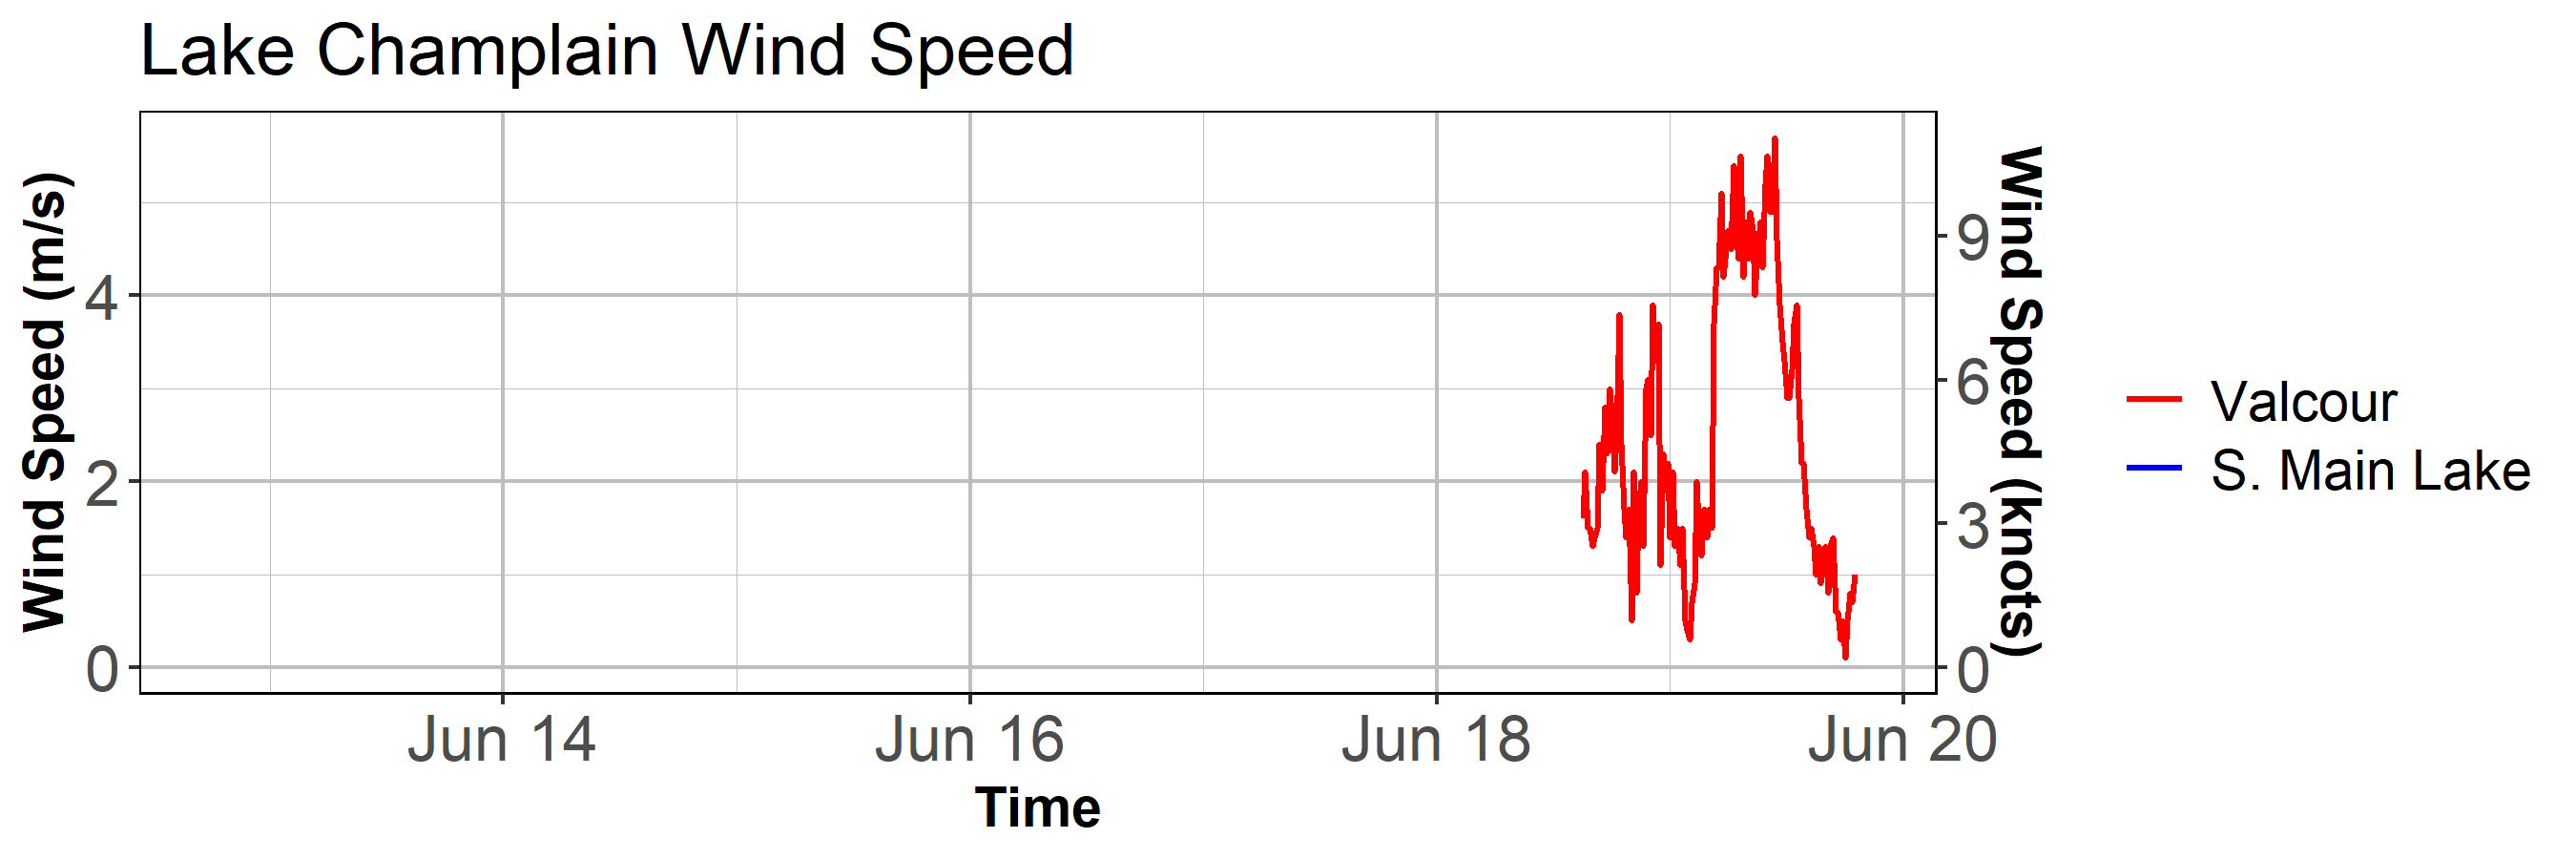 Lake Champlain Wind Speed
Wind Speed (m/s)
4
2
0
9
6
3
0
Wind Speed (knots)
Jun 14
Jun 16
Jun 18
Jun 20
Time
Valcour
S. Main Lake